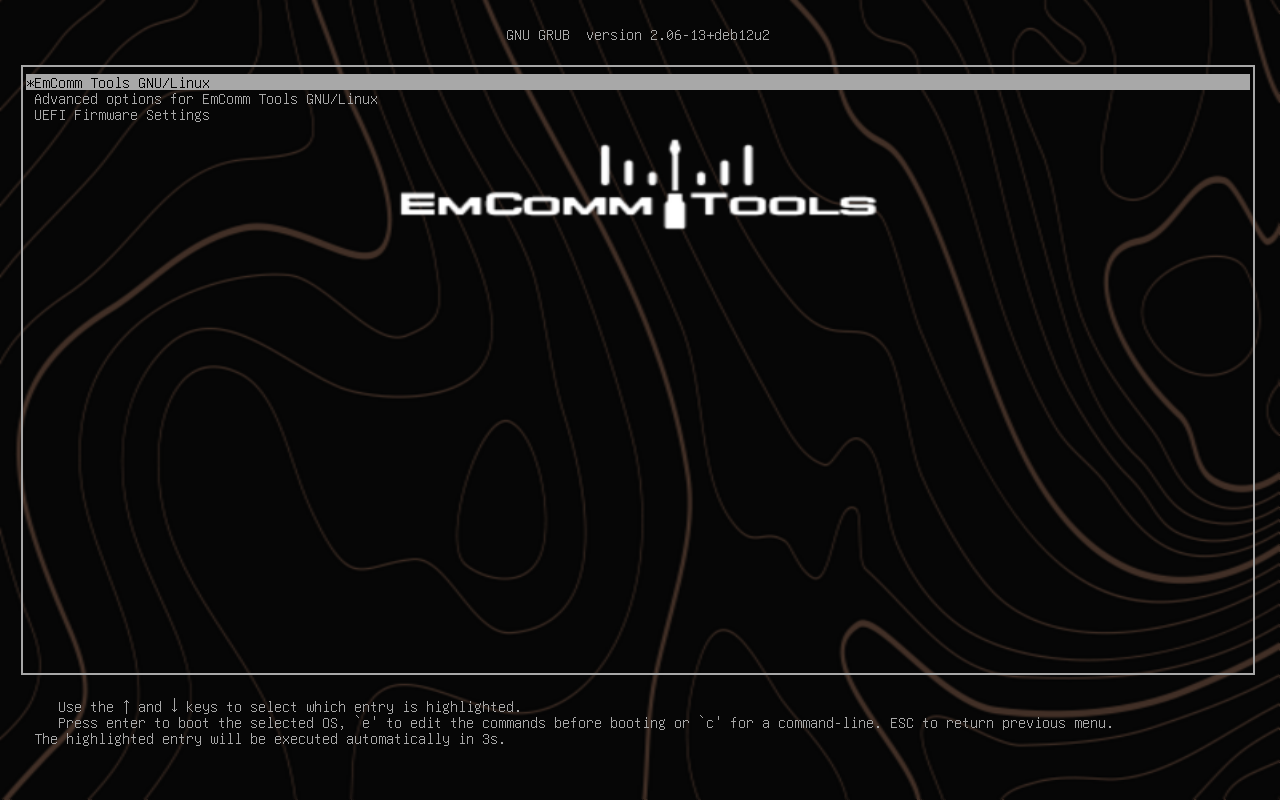 GNU GRUB  version 2.06-13+deb12u2
*EmComm Tools GNU/Linux
Advanced options for EmComm Tools GNU/Linux
UEFI Firmware Settings
EmComm Tools
Use the ↑ and ↓ keys to select which entry is highlighted.
Press enter to boot the selected OS, `e' to edit the commands before booting or `c' for a command-line. ESC to return previous menu.
The highlighted entry will be executed automatically in 3s.